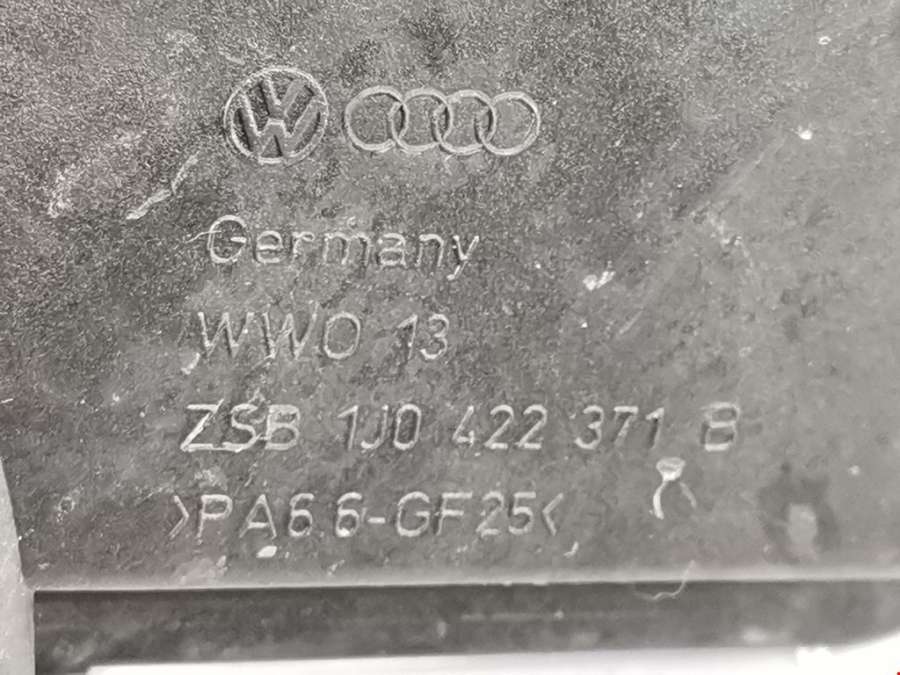 Germany
WWO 13
ZSB 1J0 422 371 B
>PA6.6-GF25<